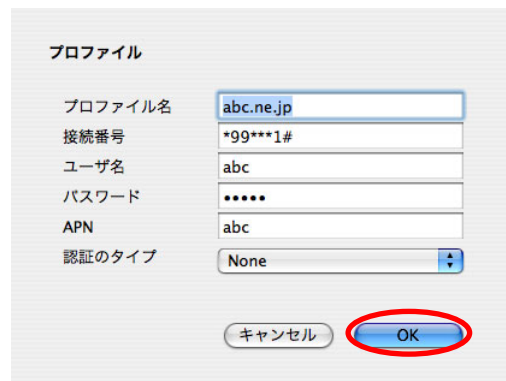 プロファイル
プロファイル名 abc.ne.jp
接続番号 *99***1#
ユーザ名 abc
パスワード •••••
APN abc
認証のタイプ None
キャンセル OK